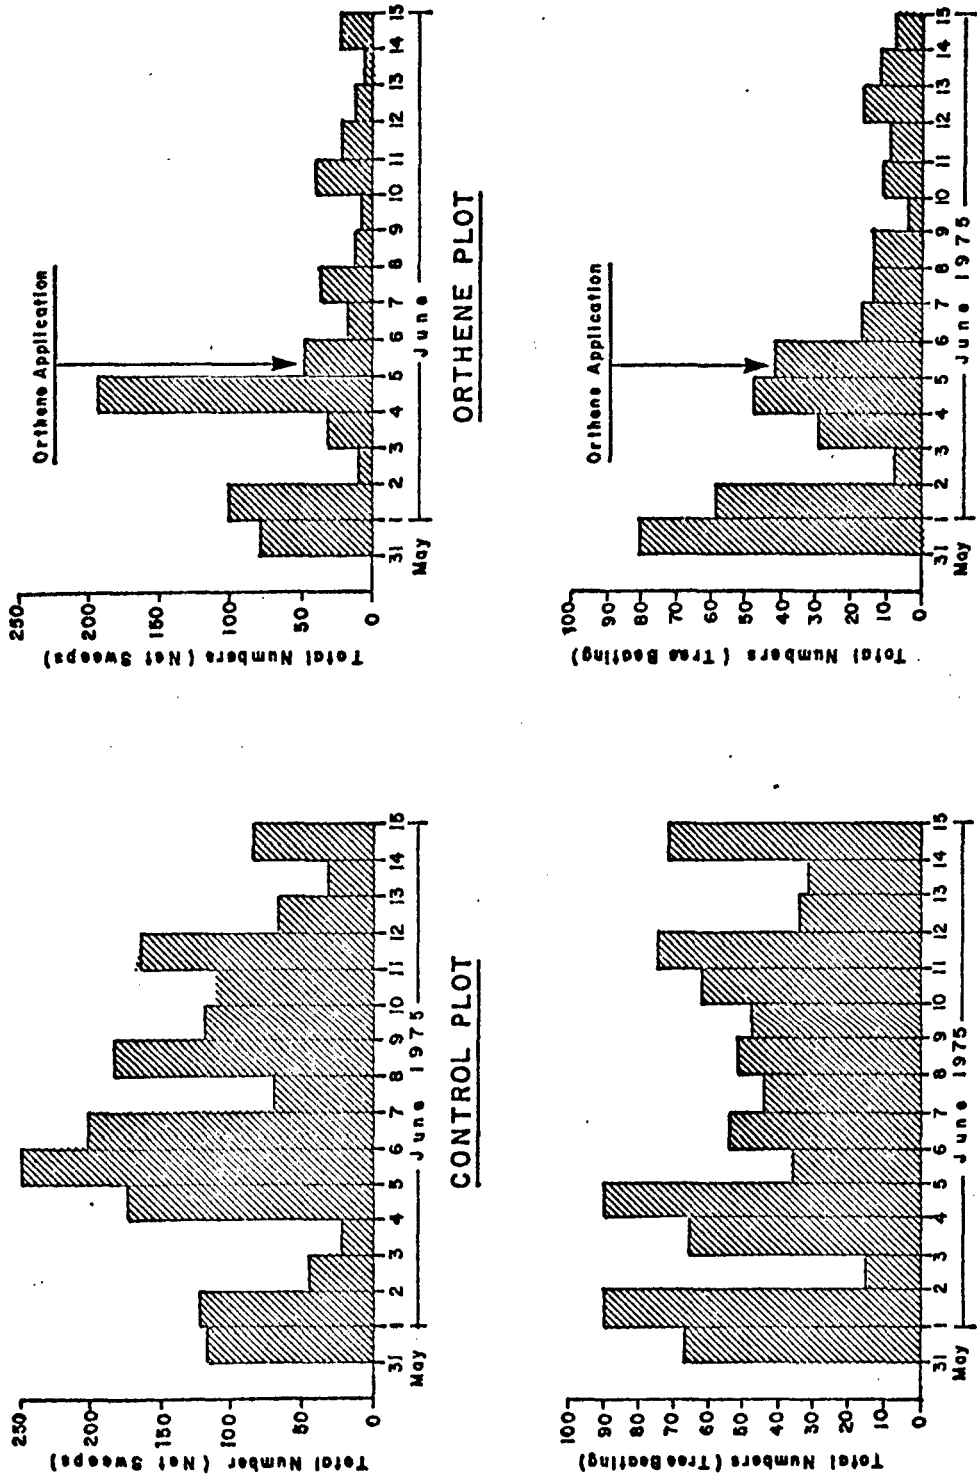 Total Number (Net Sweeps)
250
200
150
100
50
0
31 1 2 3 4 5 6 7 8 9 10 11 12 13 14 15
May June 1975
CONTROL PLOT
Total Numbers (Net Sweeps)
250
200
150
100
50
0
Orthene Application
31 1 2 3 4 5 6 7 8 9 10 11 12 13 14 15
May June
ORTHENE PLOT
Total Numbers (Tree Beating)
100
90
80
70
60
50
40
30
20
10
0
31 1 2 3 4 5 6 7 8 9 10 11 12 13 14 15
May June 1975
Total Numbers (Tree Beating)
100
90
80
70
60
50
40
30
20
10
0
Orthene Application
31 1 2 3 4 5 6 7 8 9 10 11 12 13 14 15
May June 1975